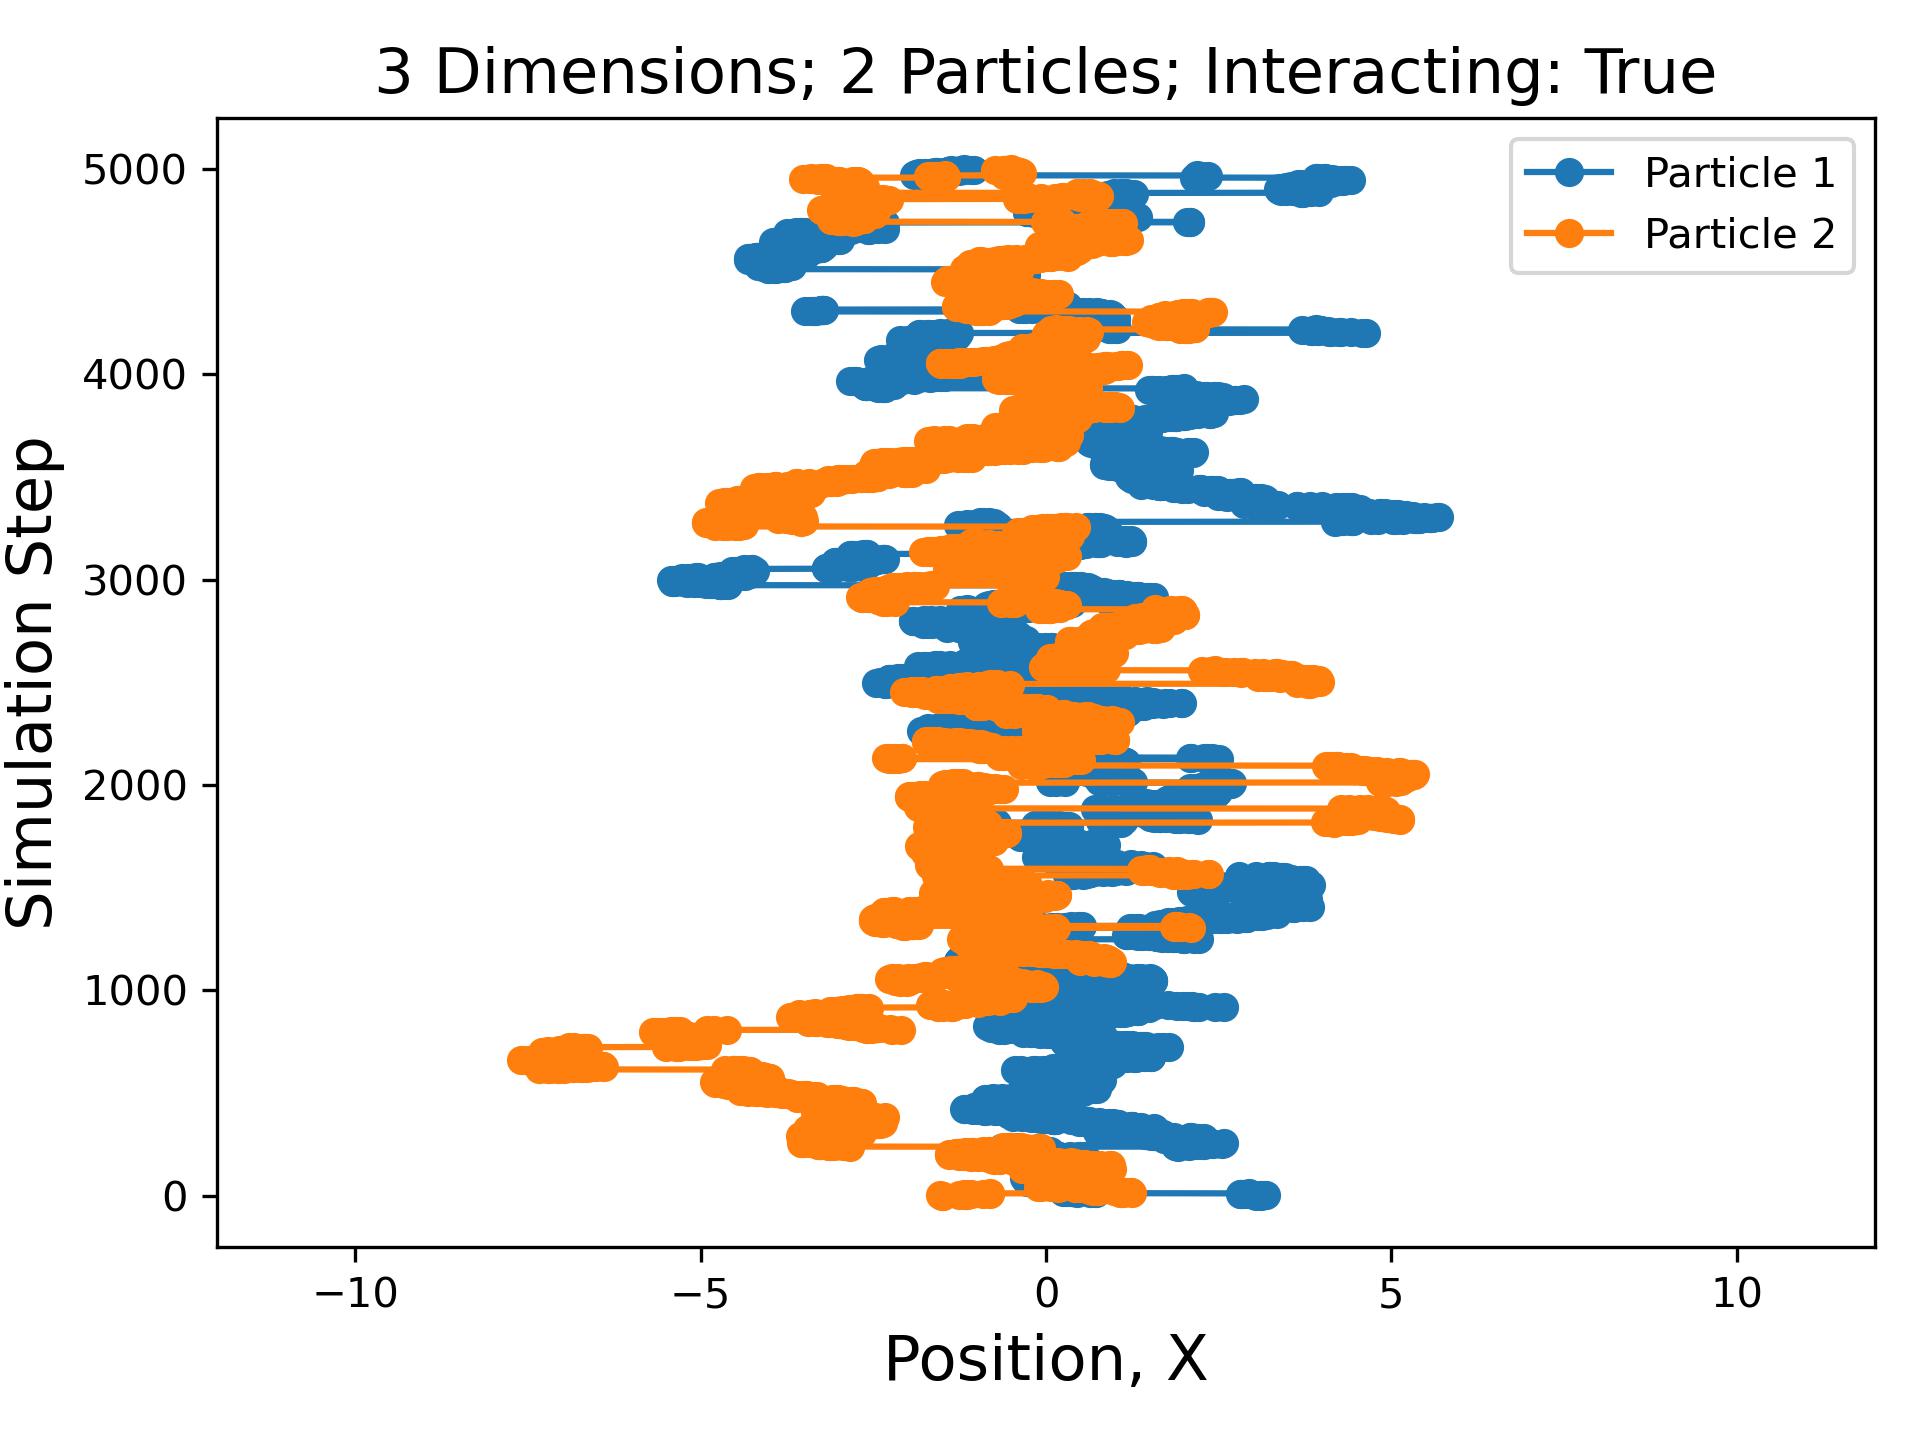 3 Dimensions; 2 Particles; Interacting: True
Particle 1
Particle 2
5000
4000
3000
2000
1000
0
Simulation Step
−10
−5
0
5
10
Position, X